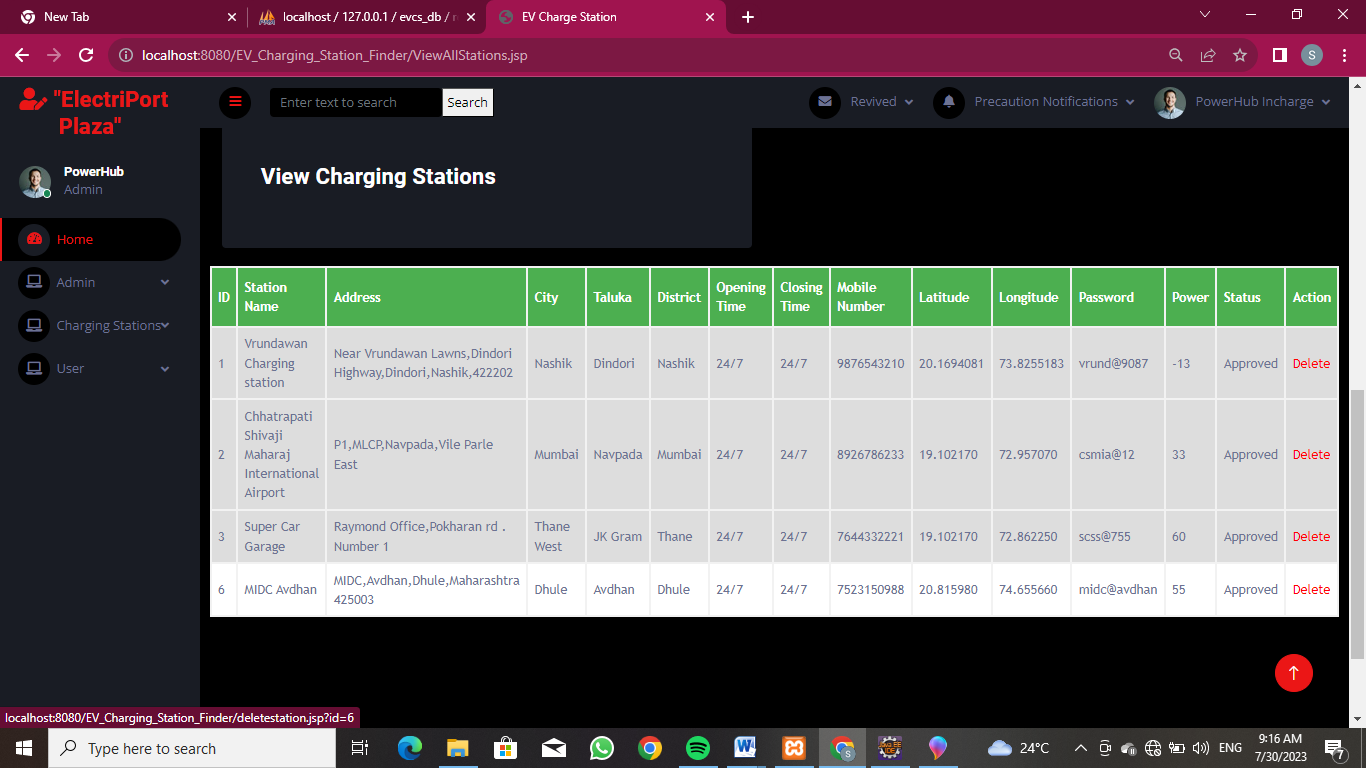 New Tab
localhost / 127.0.0.1 / evcs_db /
EV Charge Station
localhost:8080/EV_Charging_Station_Finder/ViewAllStations.jsp
S
"ElectriPort
Plaza"
Enter text to search
Search
Revived
Precaution Notifications
PowerHub Incharge
PowerHub
Admin
Home
Admin
Charging Stations
User
View Charging Stations
ID Station Name Address City Taluka District Opening Time Closing Time Mobile Number Latitude Longitude Password Power Status Action
1 Vrundawan Charging station Near Vrundawan Lawns,Dindori Highway,Dindori,Nashik,422202 Nashik Dindori Nashik 24/7 24/7 9876543210 20.1694081 73.8255183 vrund@9087 -13 Approved Delete
2 Chhatrapati Shivaji Maharaj International Airport P1,MLCP,Navpada,Vile Parle East Mumbai Navpada Mumbai 24/7 24/7 8926786233 19.102170 72.957070 csmia@12 33 Approved Delete
3 Super Car Garage Raymond Office,Pokharan rd . Number 1 Thane West JK Gram Thane 24/7 24/7 7644332221 19.102170 72.862250 scss@755 60 Approved Delete
6 MIDC Avdhan MIDC,Avdhan,Dhule,Maharashtra 425003 Dhule Avdhan Dhule 24/7 24/7 7523150988 20.815980 74.655660 midc@avdhan 55 Approved Delete
localhost:8080/EV_Charging_Station_Finder/deletestation.jsp?id=6
Type here to search
24°C
ENG
9:16 AM
7/30/2023
7